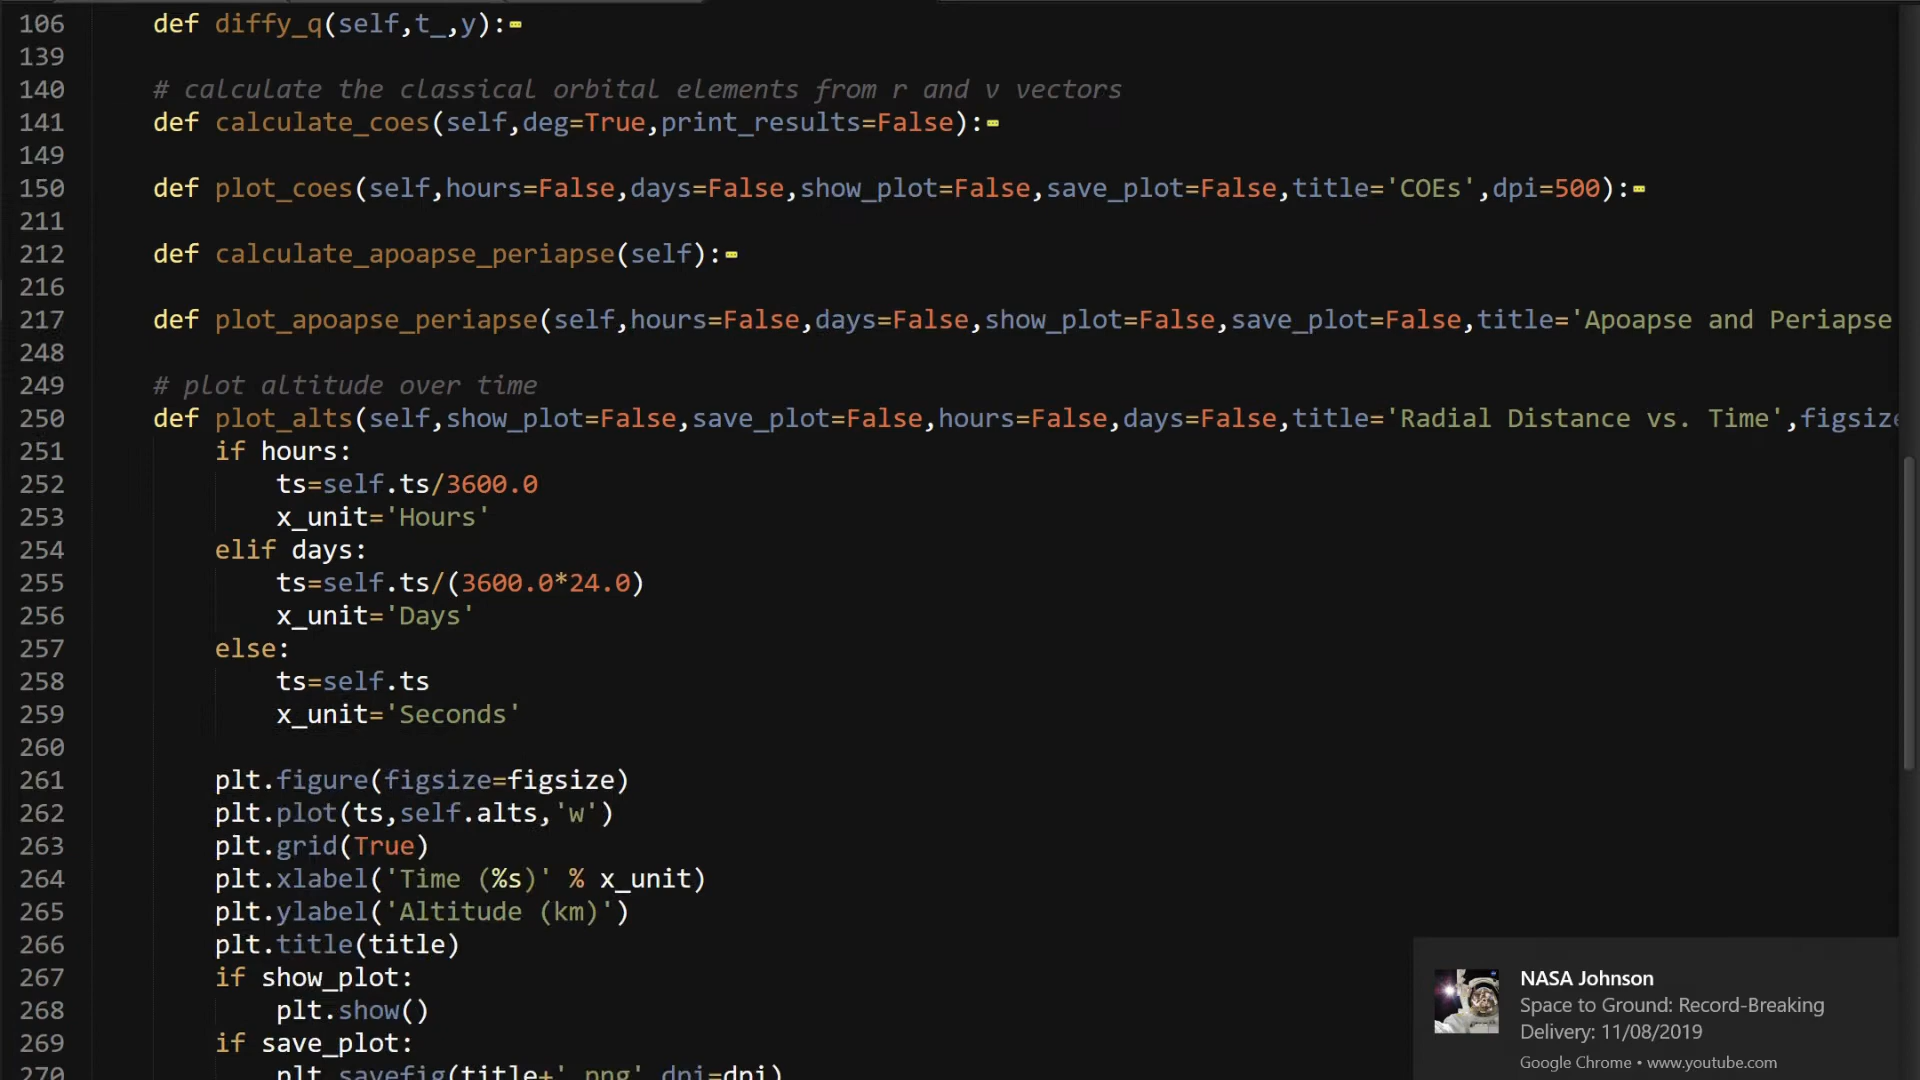 106 def diffy_q(self,t_,y):
139
140 # calculate the classical orbital elements from r and v vectors
141 def calculate_coes(self,deg=True,print_results=False):
149
150 def plot_coes(self,hours=False,days=False,show_plot=False,save_plot=False,title='COEs',dpi=500):
211
212 def calculate_apoapse_periapse(self):
216
217 def plot_apoapse_periapse(self,hours=False,days=False,show_plot=False,save_plot=False,title='Apoapse and Periapse
248
249 # plot altitude over time
250 def plot_alts(self,show_plot=False,save_plot=False,hours=False,days=False,title='Radial Distance vs. Time',figsize
251 if hours:
252 ts=self.ts/3600.0
253 x_unit='Hours'
254 elif days:
255 ts=self.ts/(3600.0*24.0)
256 x_unit='Days'
257 else:
258 ts=self.ts
259 x_unit='Seconds'
260
261 plt.figure(figsize=figsize)
262 plt.plot(ts,self.alts,'w')
263 plt.grid(True)
264 plt.xlabel('Time (%s)' % x_unit)
265 plt.ylabel('Altitude (km)')
266 plt.title(title)
267 if show_plot:
268 plt.show()
269 if save_plot:
270 plt.savefig(title+'.png',dpi=dpi)
NASA Johnson
Space to Ground: Record-Breaking
Delivery: 11/08/2019
Google Chrome • www.youtube.com